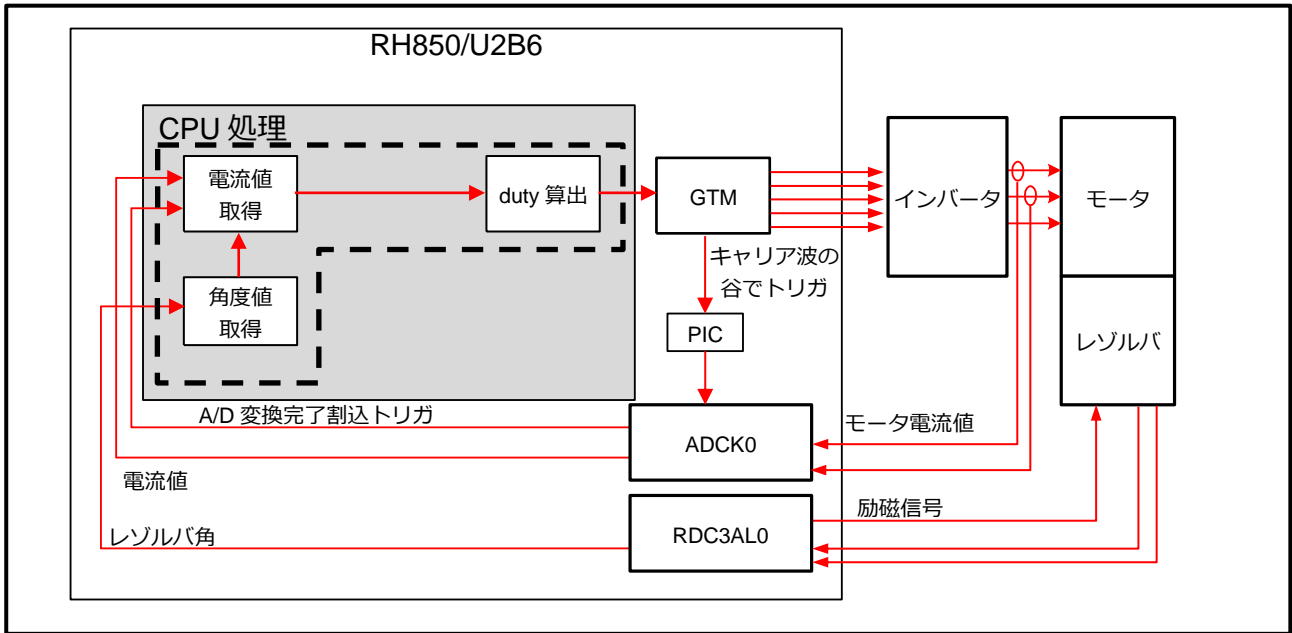 RH850/U2B6
CPU 処理
電流値
取得
duty 算出
GTM
インバータ
モータ
キャリア波の
谷でトリガ
角度値
取得
PIC
レゾルバ
A/D 変換完了割込トリガ
モータ電流値
ADCK0
電流値
励磁信号
レゾルバ角
RDC3AL0